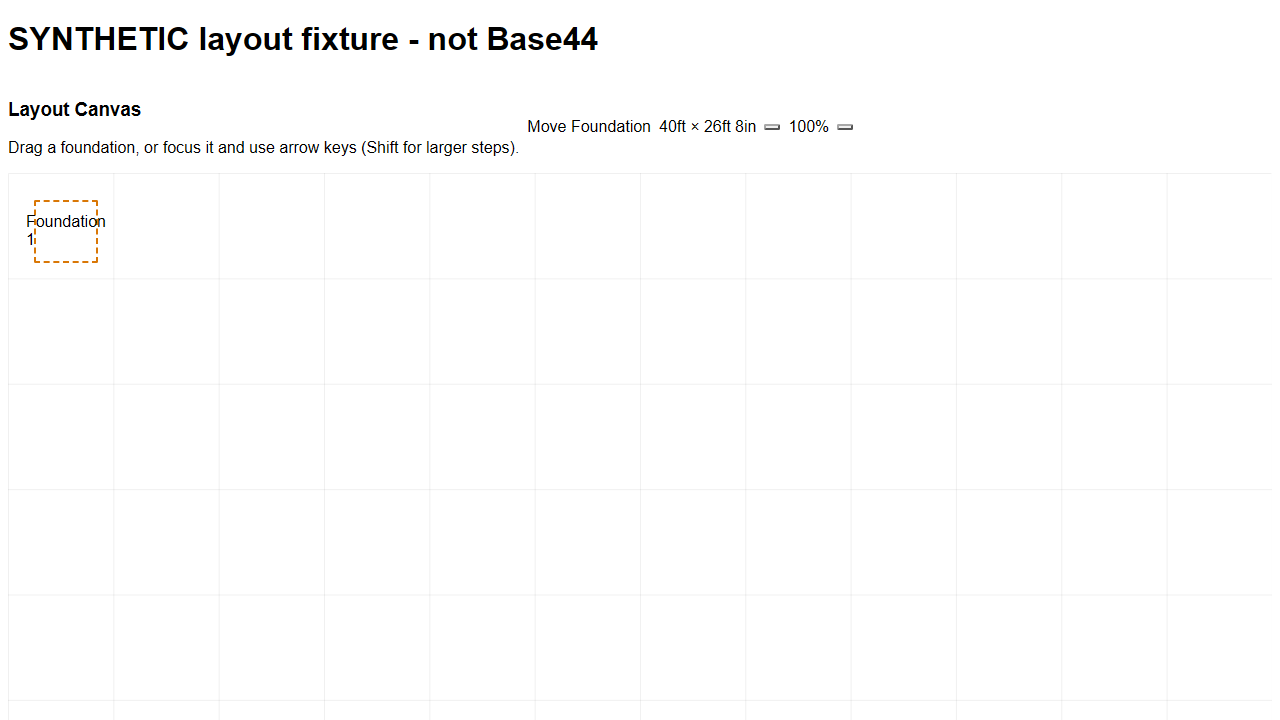 SYNTHETIC layout fixture - not Base44
Layout Canvas
Move Foundation 40ft × 26ft 8in 100%
Drag a foundation, or focus it and use arrow keys (Shift for larger steps).
Foundation
1